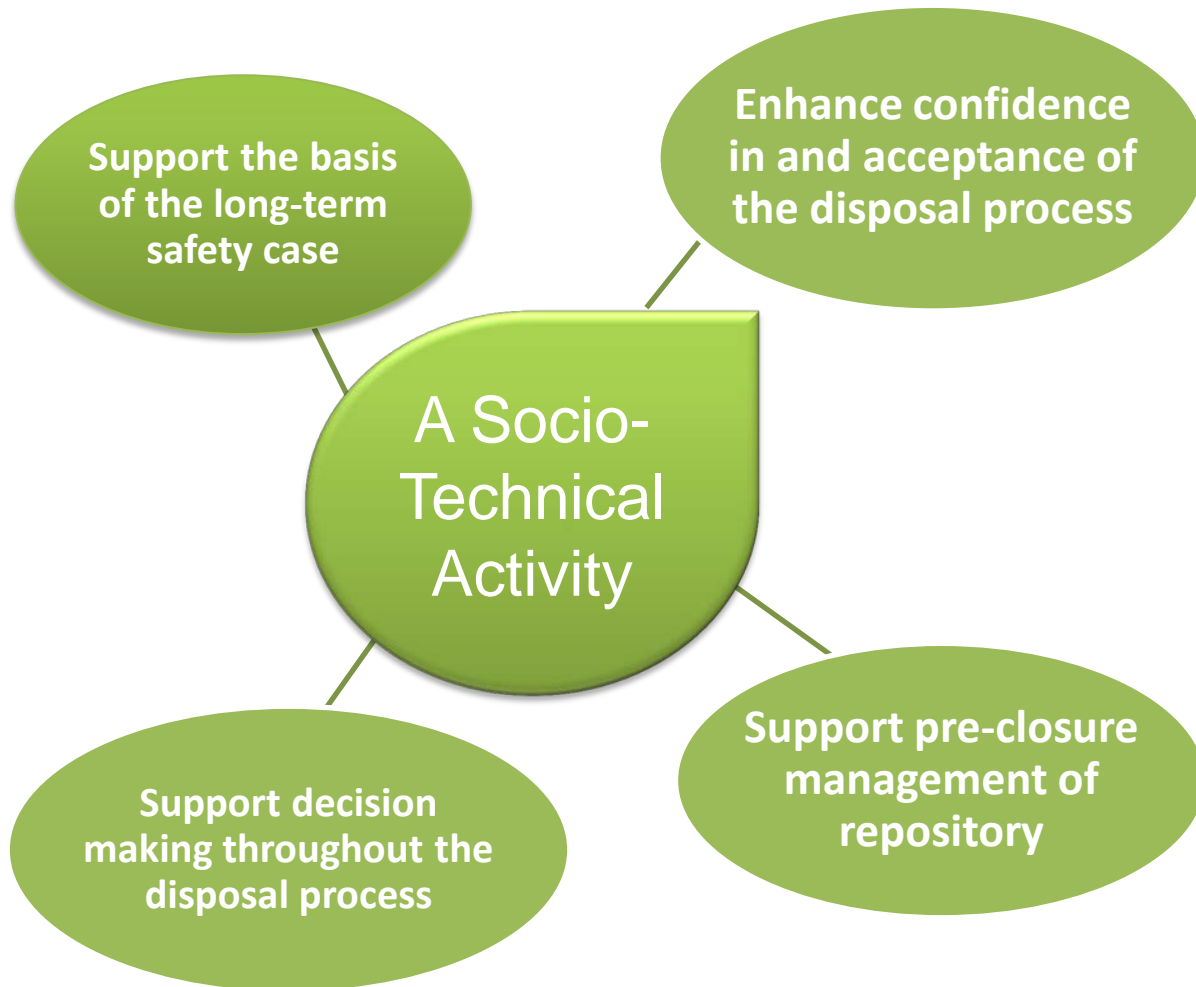 Support the basis
of the long-term
safety case
Enhance confidence
in and acceptance of
the disposal process
A Socio-
Technical
Activity
Support decision
making throughout the
disposal process
Support pre-closure
management of
repository